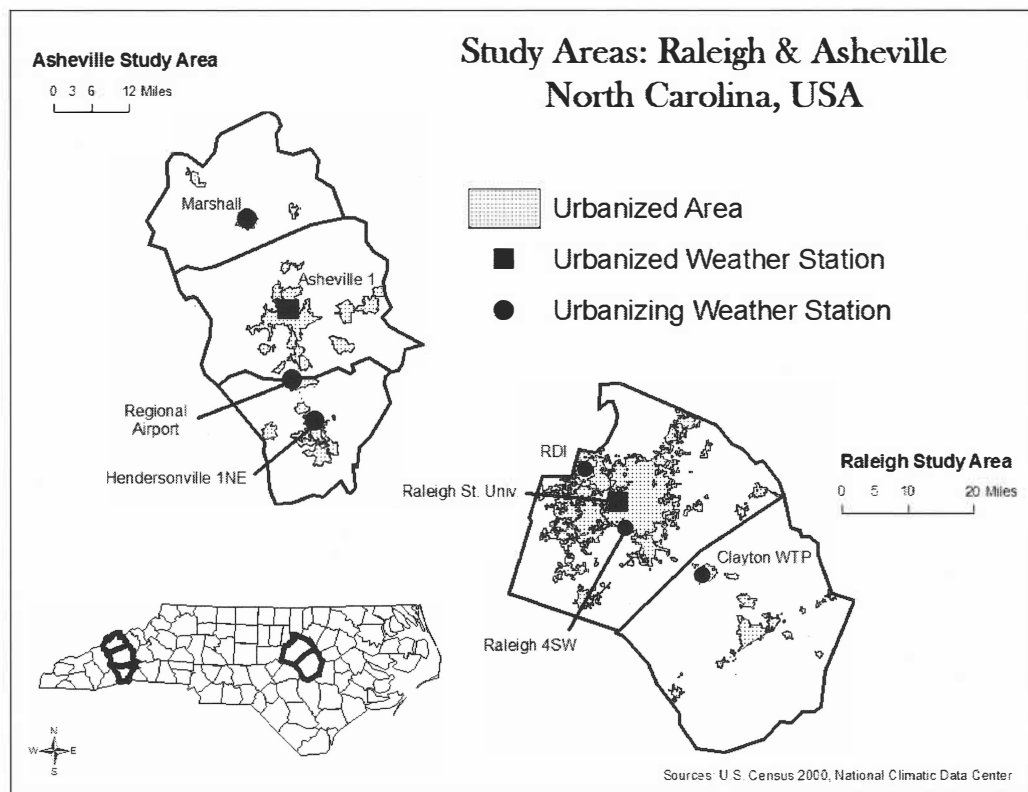 Study Areas: Raleigh & Asheville
North Carolina, USA
Asheville Study Area
0 3 6 12 Miles
Marshall
Asheville 1
Regional
Airport
Hendersonville 1NE
Urbanized Area
Urbanized Weather Station
Urbanizing Weather Station
RDI
Raleigh St. Univ.
Raleigh Study Area
0 5 10 20 Miles
Clayton WTP
Raleigh 4SW
N
W E
S
Sources: U.S. Census 2000, National Climatic Data Center